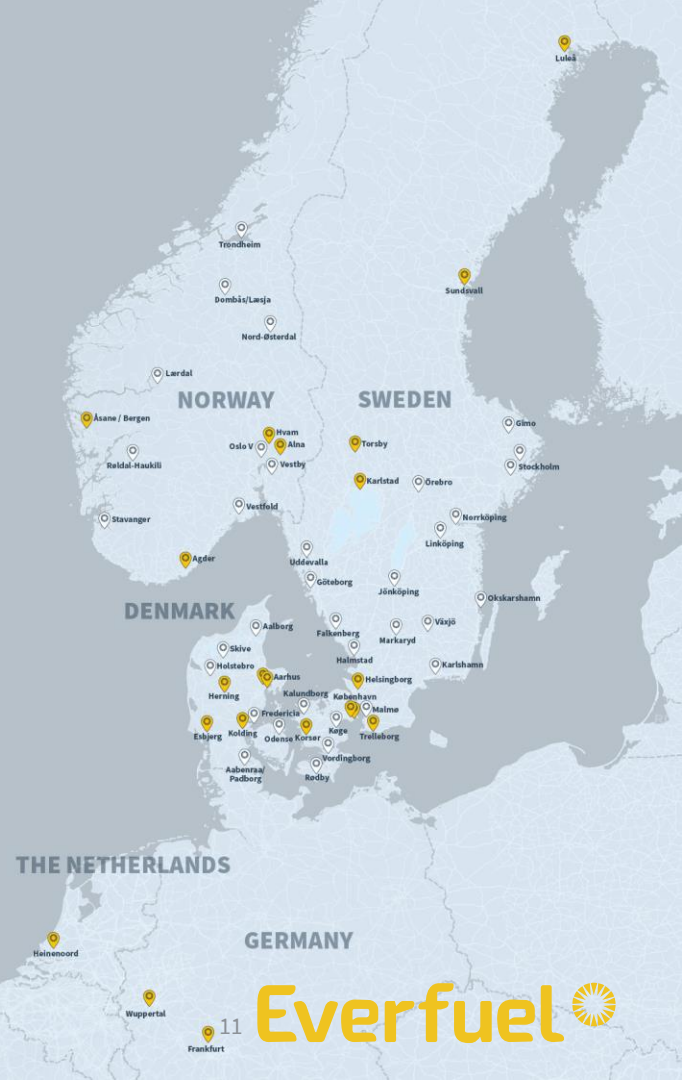 Luleå
Trondheim
Sundsvall
Dombås/Læsja
Nord-Østerdal
Lærdal
NORWAY
SWEDEN
Åsane / Bergen
Gimo
Hvam
Oslo V
Alna
Torsby
Røldal-Haukili
Vestby
Stockholm
Karlstad
Örebro
Vestfold
Stavanger
Norrköping
Linköping
Agder
Uddevalla
Göteborg
Jönköping
Okskarshamn
DENMARK
Aalborg
Falkenberg
Växjö
Markaryd
Skive
Halmstad
Holstebro
Karlshamn
Aarhus
Helsingborg
Herning
Kalundborg
København
Fredericia
Malmø
Esbjerg
Kolding
Odense
Korsør
Køge
Trelleborg
Vordingborg
Aabenraa/
Padborg
Rødby
THE NETHERLANDS
GERMANY
Heinenoord
Wuppertal
11
Everfuel
Frankfurt